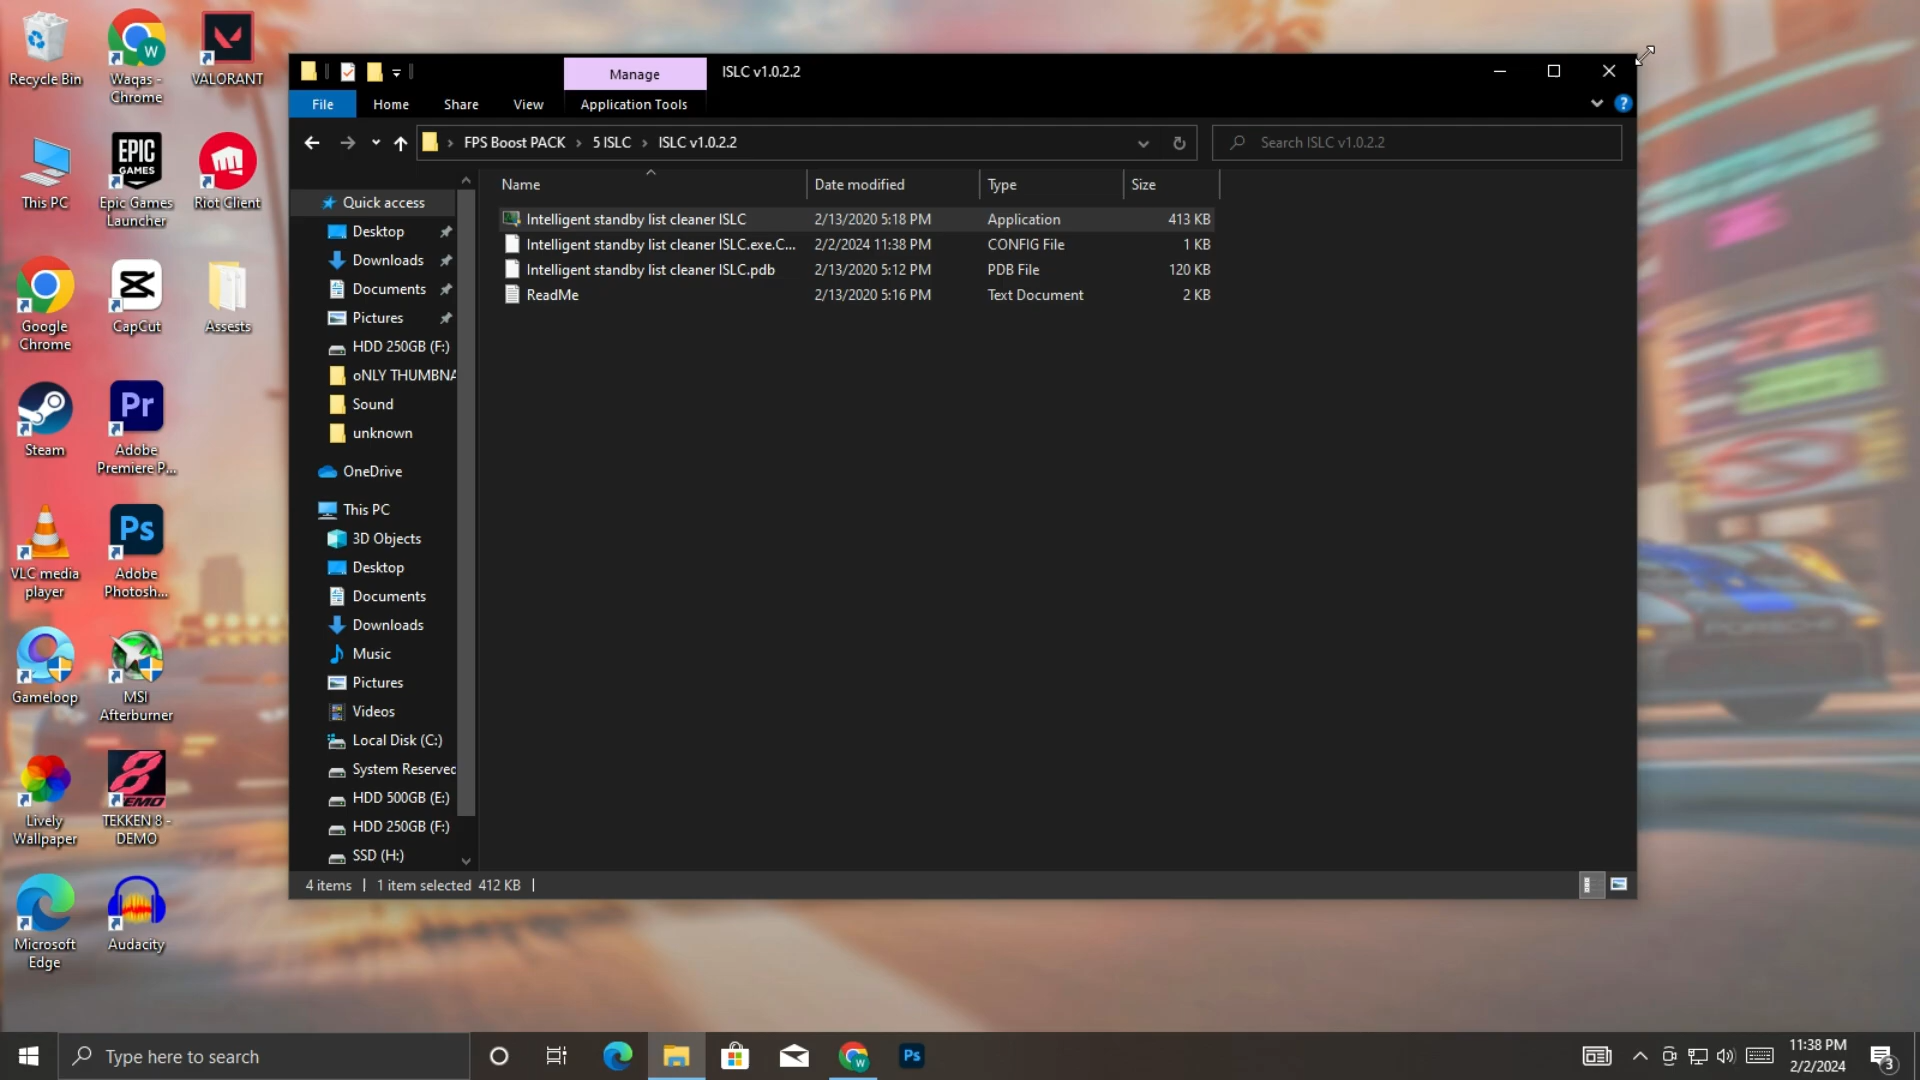 Recycle Bin
Waqas -
Chrome
VALORANT
This PC
EPIC
GAMES
Epic Games
Launcher
Riot Client
Google
Chrome
CapCut
Assests
Steam
Pr
Adobe
Premiere P...
VLC media
player
Ps
Adobe
Photosh...
Gameloop
MSI
Afterburner
Lively
Wallpaper
TEKKEN 8 -
DEMO
Microsoft
Edge
Audacity
Manage
ISLC v1.0.2.2
File
Home
Share
View
Application Tools
FPS Boost PACK
5 ISLC
ISLC v1.0.2.2
Search ISLC v1.0.2.2
Name
Date modified
Type
Size
Intelligent standby list cleaner ISLC 2/13/2020 5:18 PM Application 413 KB
Intelligent standby list cleaner ISLC.exe.C... 2/2/2024 11:38 PM CONFIG File 1 KB
Intelligent standby list cleaner ISLC.pdb 2/13/2020 5:12 PM PDB File 120 KB
ReadMe 2/13/2020 5:16 PM Text Document 2 KB
Quick access
Desktop
Downloads
Documents
Pictures
HDD 250GB (F:)
oNLY THUMBNA
Sound
unknown
OneDrive
This PC
3D Objects
Desktop
Documents
Downloads
Music
Pictures
Videos
Local Disk (C:)
System Reserved
HDD 500GB (E:)
HDD 250GB (F:)
SSD (H:)
4 items
1 item selected 412 KB
PORSCHE
Type here to search
W
Ps
11:38 PM
2/2/2024
3